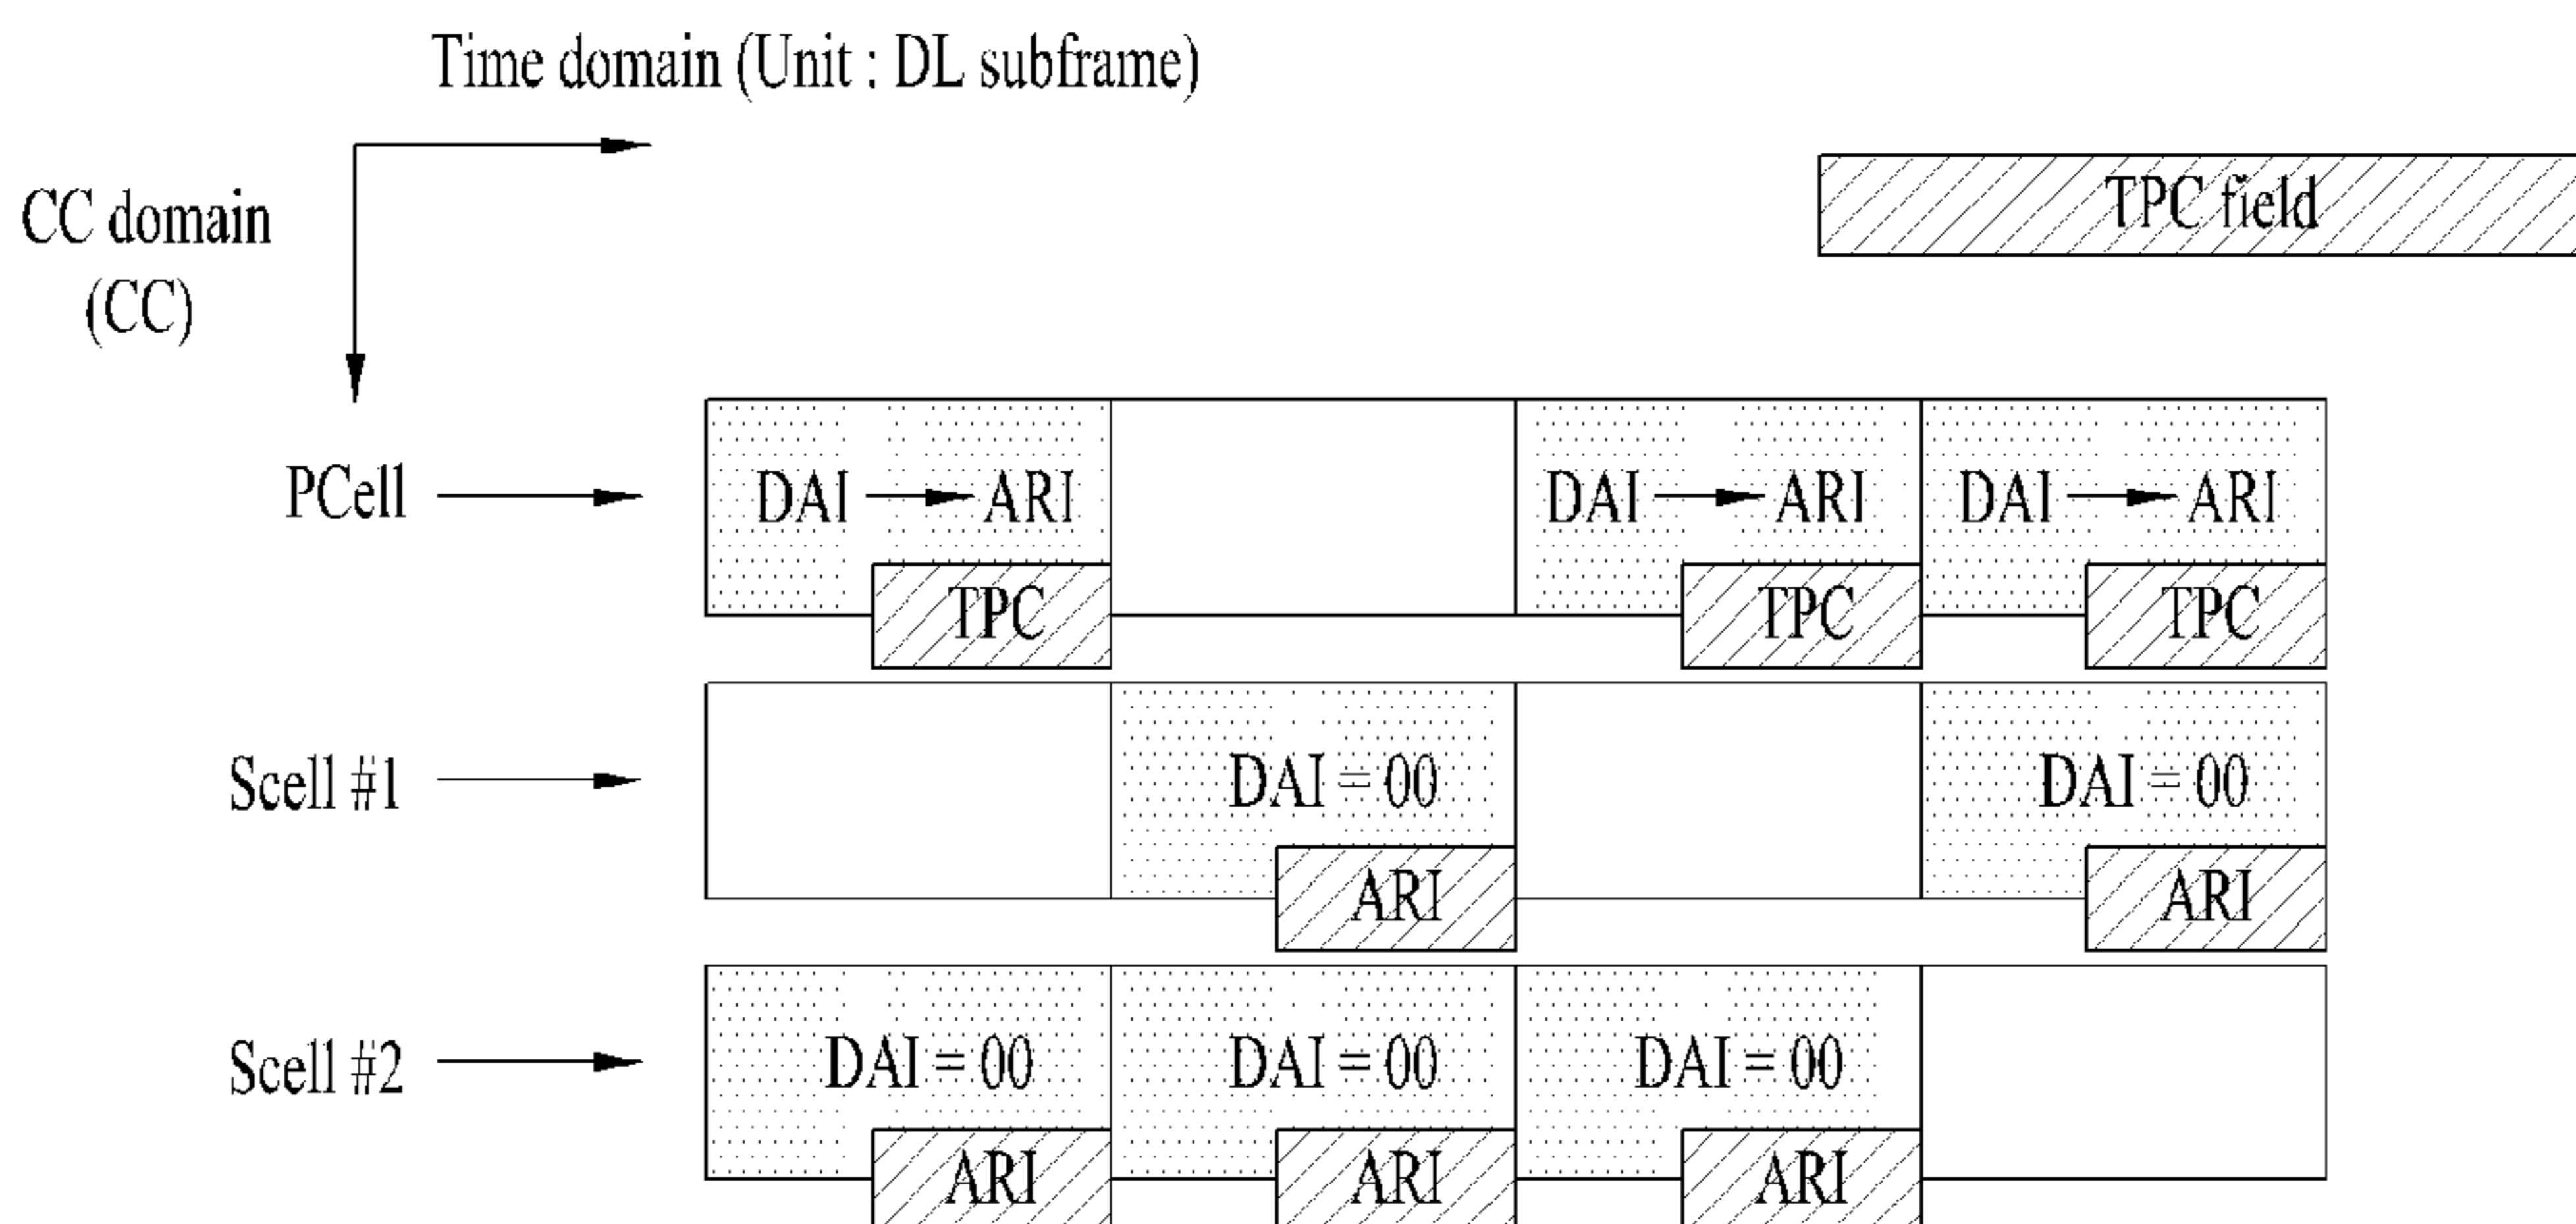 Time domain (Unit : DL subframe)
CC domain
(CC)
TPC field
PCell
DAI ARI
DAI ARI
DAI ARI
TPC
TPC
TPC
Scell #1
DAI = 00
DAI = 00
ARI
ARI
Scell #2
DAI = 00
DAI = 00
DAI = 00
ARI
ARI
ARI